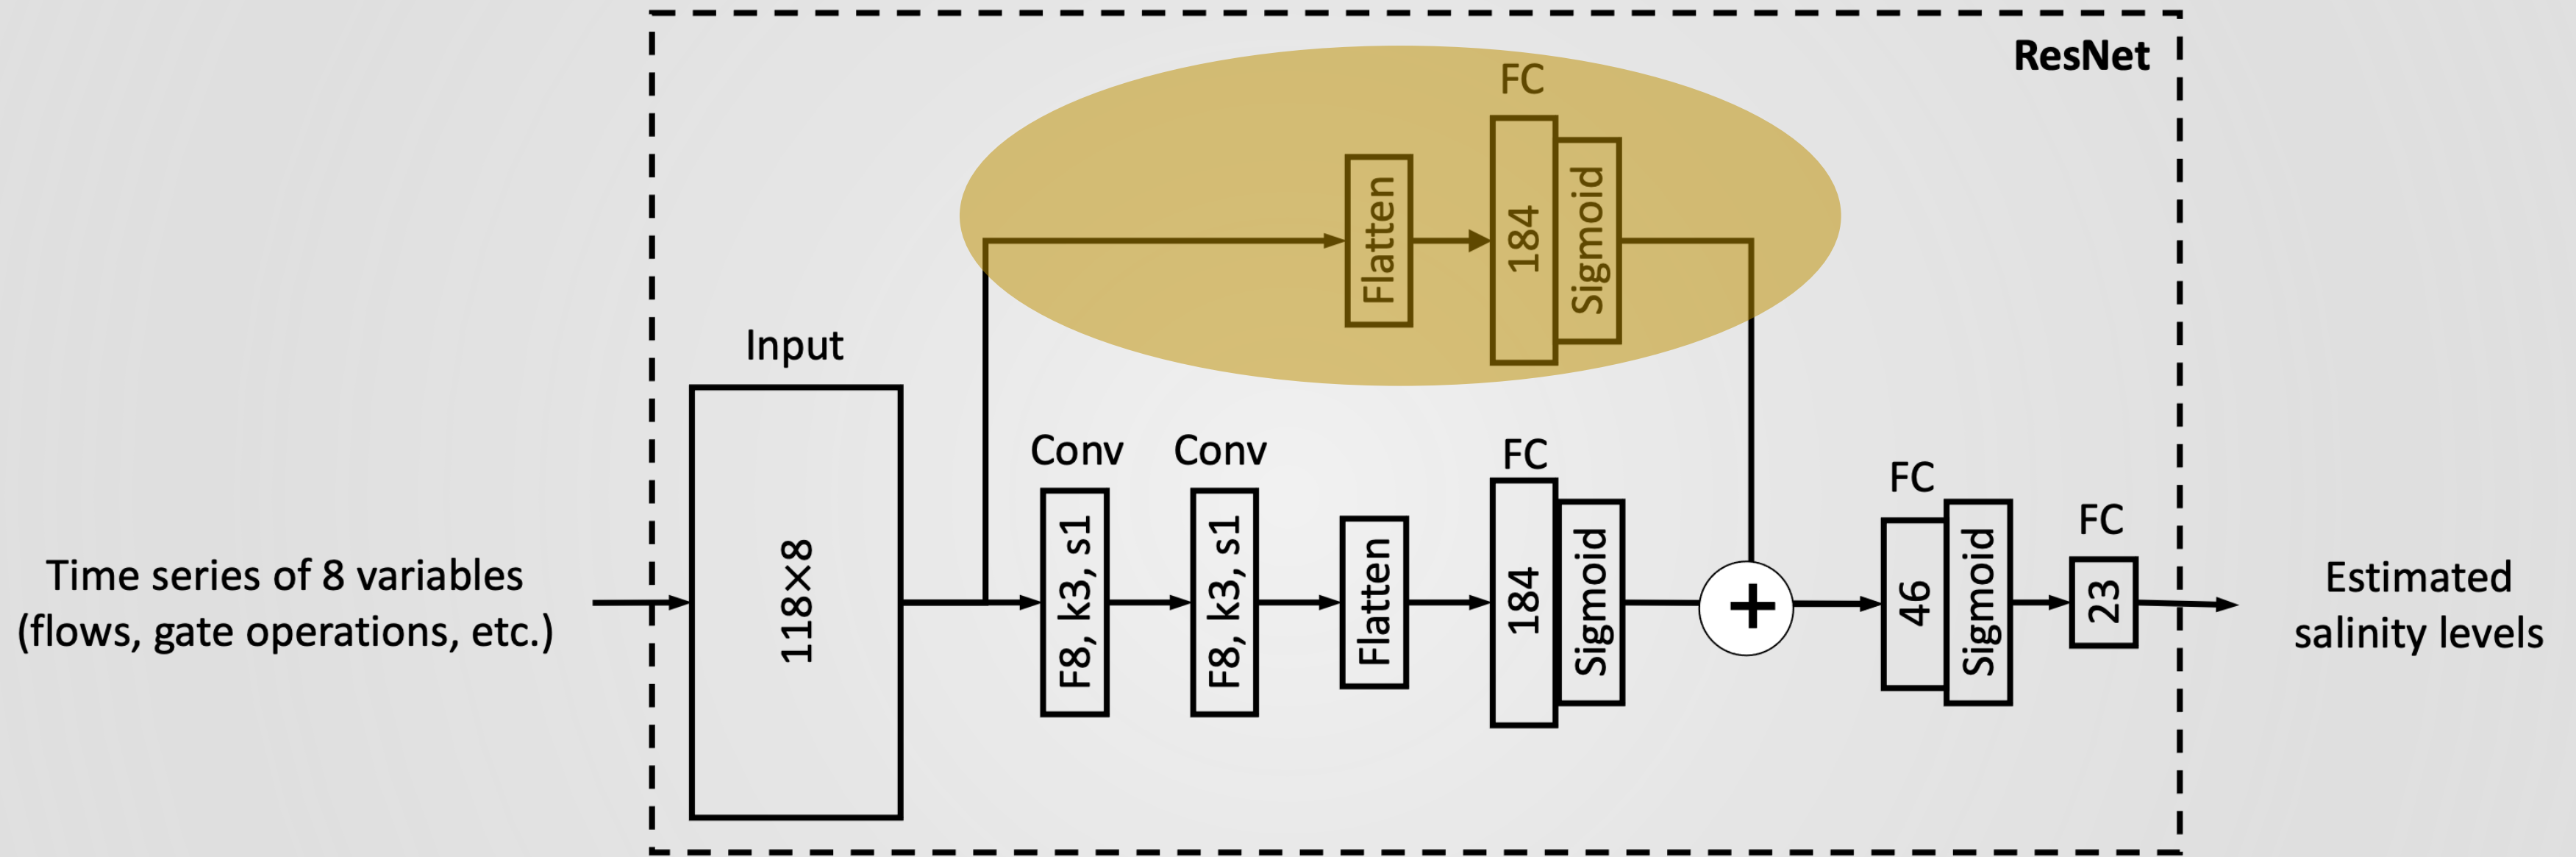 ResNet
FC
Flatten
184
Sigmoid
Input
118×8
Time series of 8 variables
(flows, gate operations, etc.)
Conv
F8, k3, s1
Conv
F8, k3, s1
Flatten
FC
184
Sigmoid
+
FC
46
Sigmoid
FC
23
Estimated
salinity levels